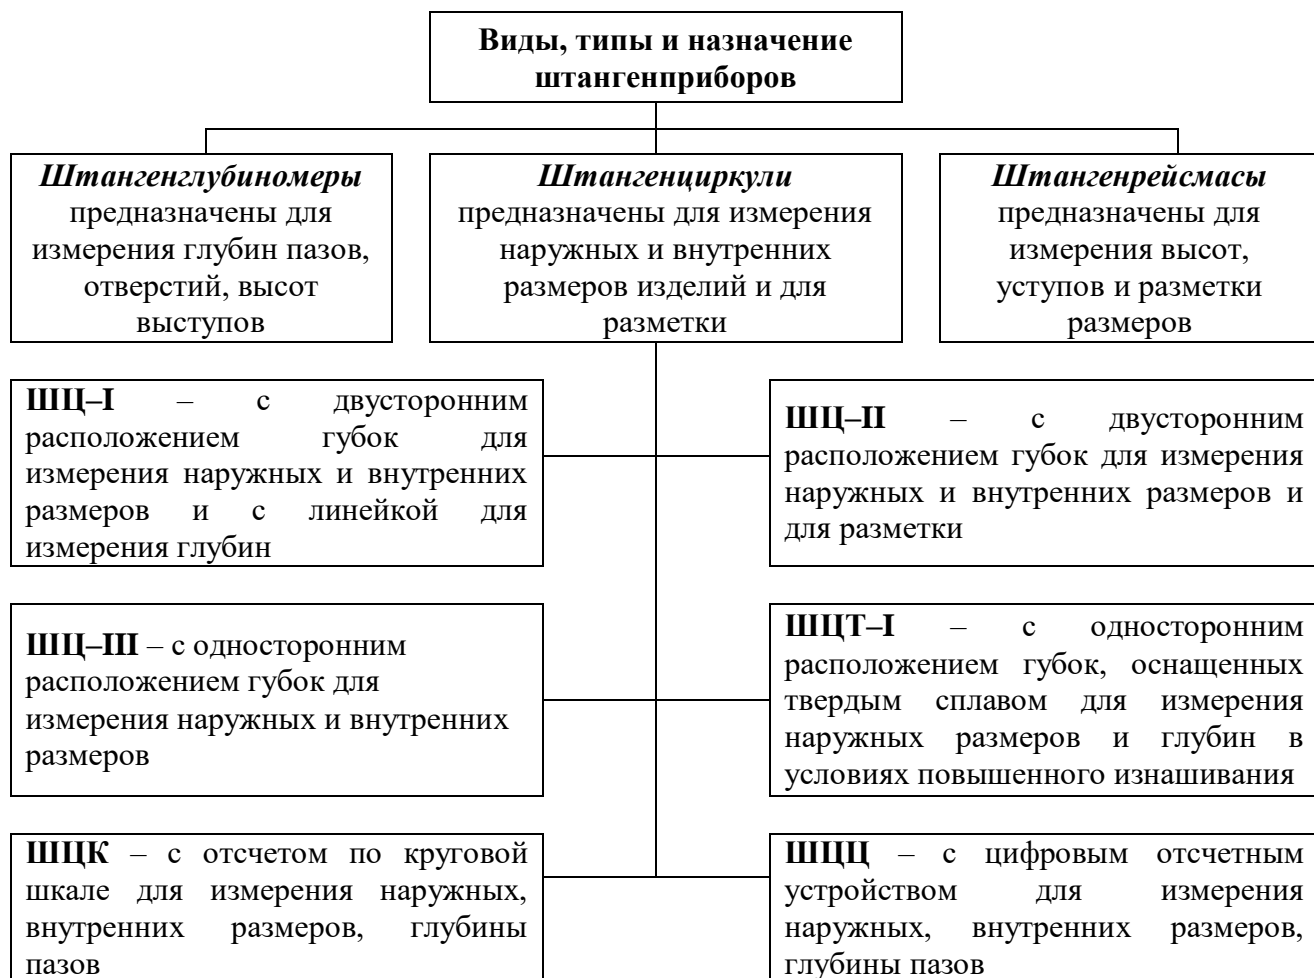 Виды, типы и назначение
штангенприборов
Штангенглубиномеры
предназначены для
измерения глубин пазов,
отверстий, высот
выступов
Штангенциркули
предназначены для измерения
наружных и внутренних
размеров изделий и для
разметки
Штангенрейсмасы
предназначены для
измерения высот,
уступов и разметки
размеров
ШЦ–I – с двусторонним
расположением губок для
измерения наружных и внутренних
размеров и с линейкой для
измерения глубин
ШЦ–II – с двусторонним
расположением губок для измерения
наружных и внутренних размеров и
для разметки
ШЦ–III – с односторонним
расположением губок для
измерения наружных и внутренних
размеров
ШЦТ–I – с односторонним
расположением губок, оснащенных
твердым сплавом для измерения
наружных размеров и глубин в
условиях повышенного изнашивания
ШЦК – с отсчетом по круговой
шкале для измерения наружных,
внутренних размеров, глубины
пазов
ШЦЦ – с цифровым отсчетным
устройством для измерения
наружных, внутренних размеров,
глубины пазов